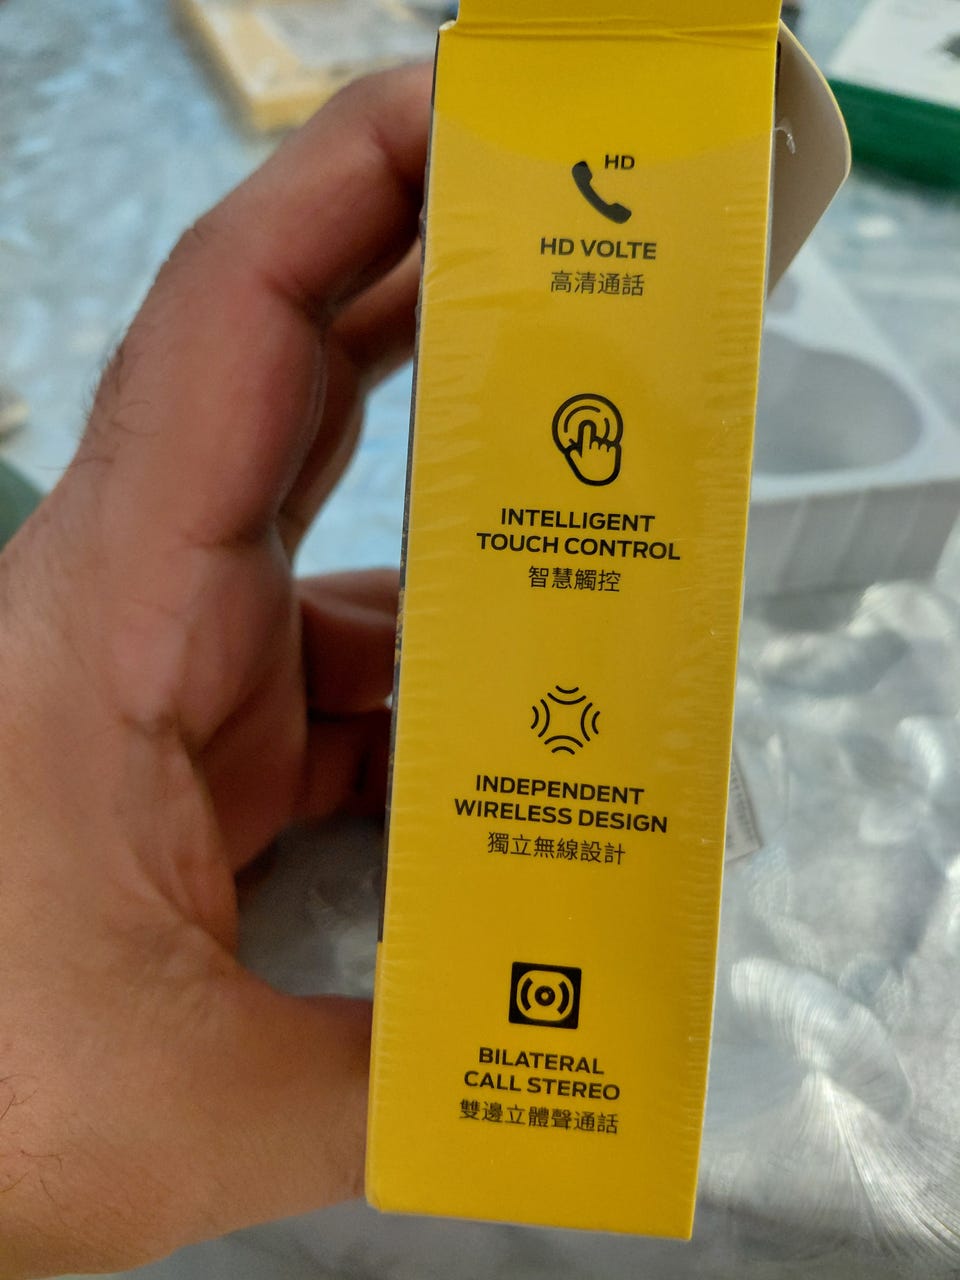 HD
HD VOLTE
高清通話
INTELLIGENT
TOUCH CONTROL
智慧觸控
INDEPENDENT
WIRELESS DESIGN
獨立無線設計
BILATERAL
CALL STEREO
雙邊立體聲通話